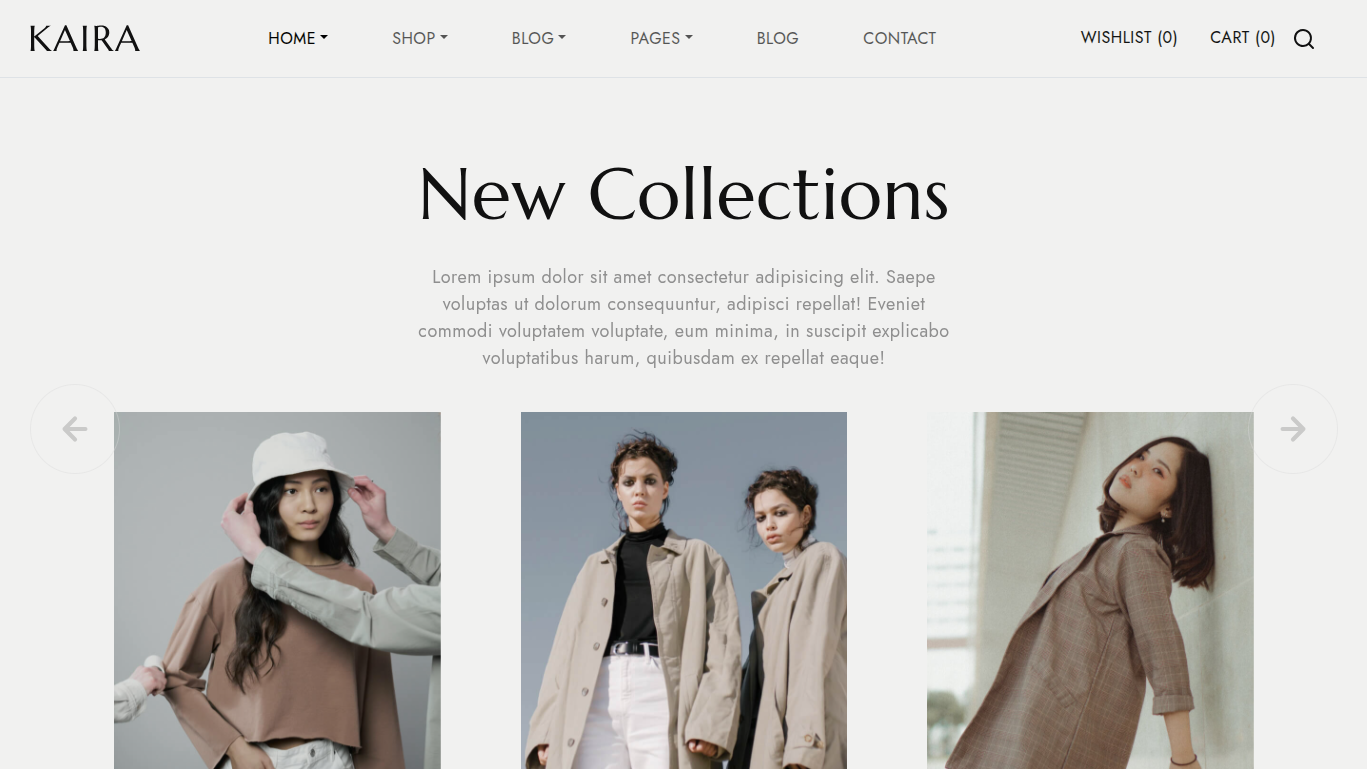 KAIRA
HOME
SHOP
BLOG
PAGES
BLOG
CONTACT
WISHLIST (0)
CART (0)
New Collections
Lorem ipsum dolor sit amet consectetur adipisicing elit. Saepe
voluptas ut dolorum consequuntur, adipisci repellat! Eveniet
commodi voluptatem voluptate, eum minima, in suscipit explicabo
voluptatibus harum, quibusdam ex repellat eaque!